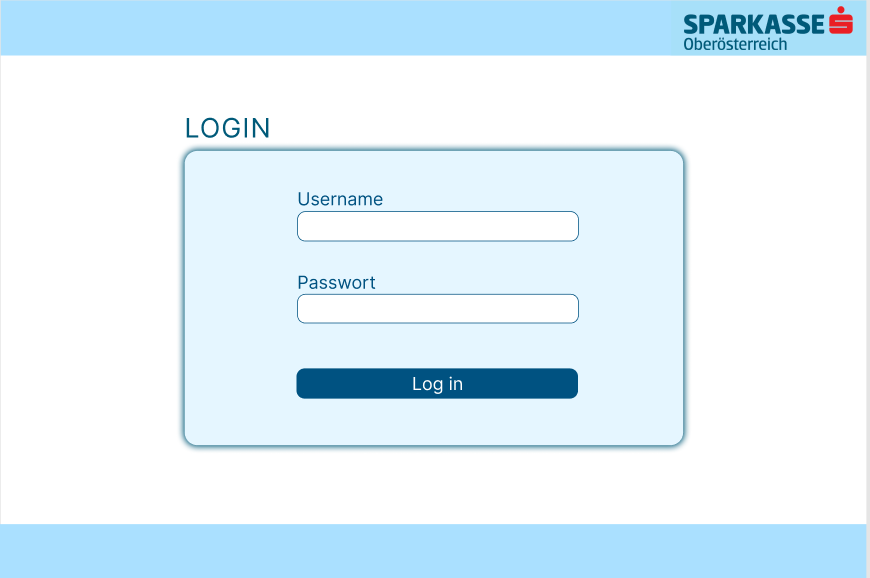 SPARKASSE
Oberösterreich
LOGIN
Username
Passwort
Log in